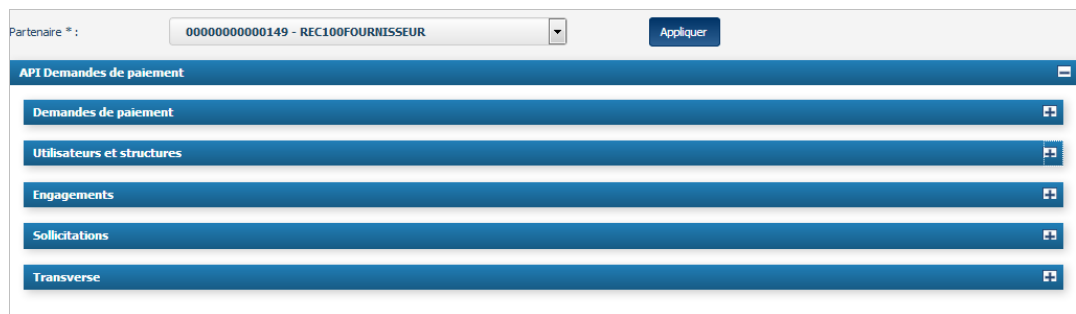 Partenaire * : 00000000000149 - REC100FOURNISSEUR Appliquer
API Demandes de paiement
Demandes de paiement
Utilisateurs et structures
Engagements
Sollicitations
Transverse